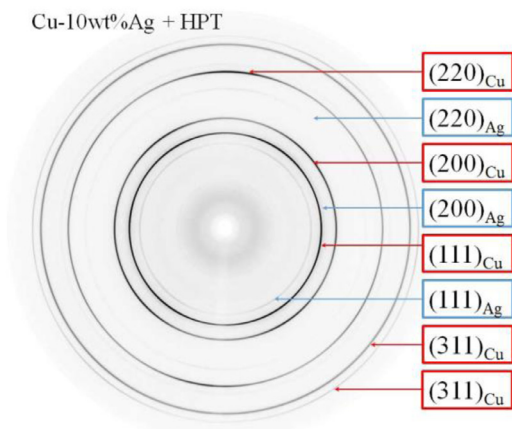 Cu-10wt%Ag + HPT
(220)Cu
(220)Ag
(200)Cu
(200)Ag
(111)Cu
(111)Ag
(311)Cu
(311)Cu